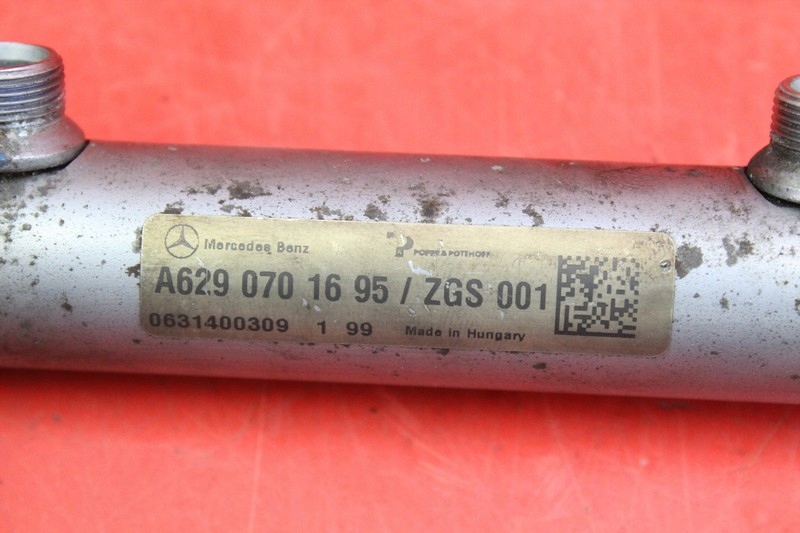 Mercedes Benz
POPPE & POTTHOFF
A629 070 16 95 / ZGS 001
0631400309 1 99 Made in Hungary